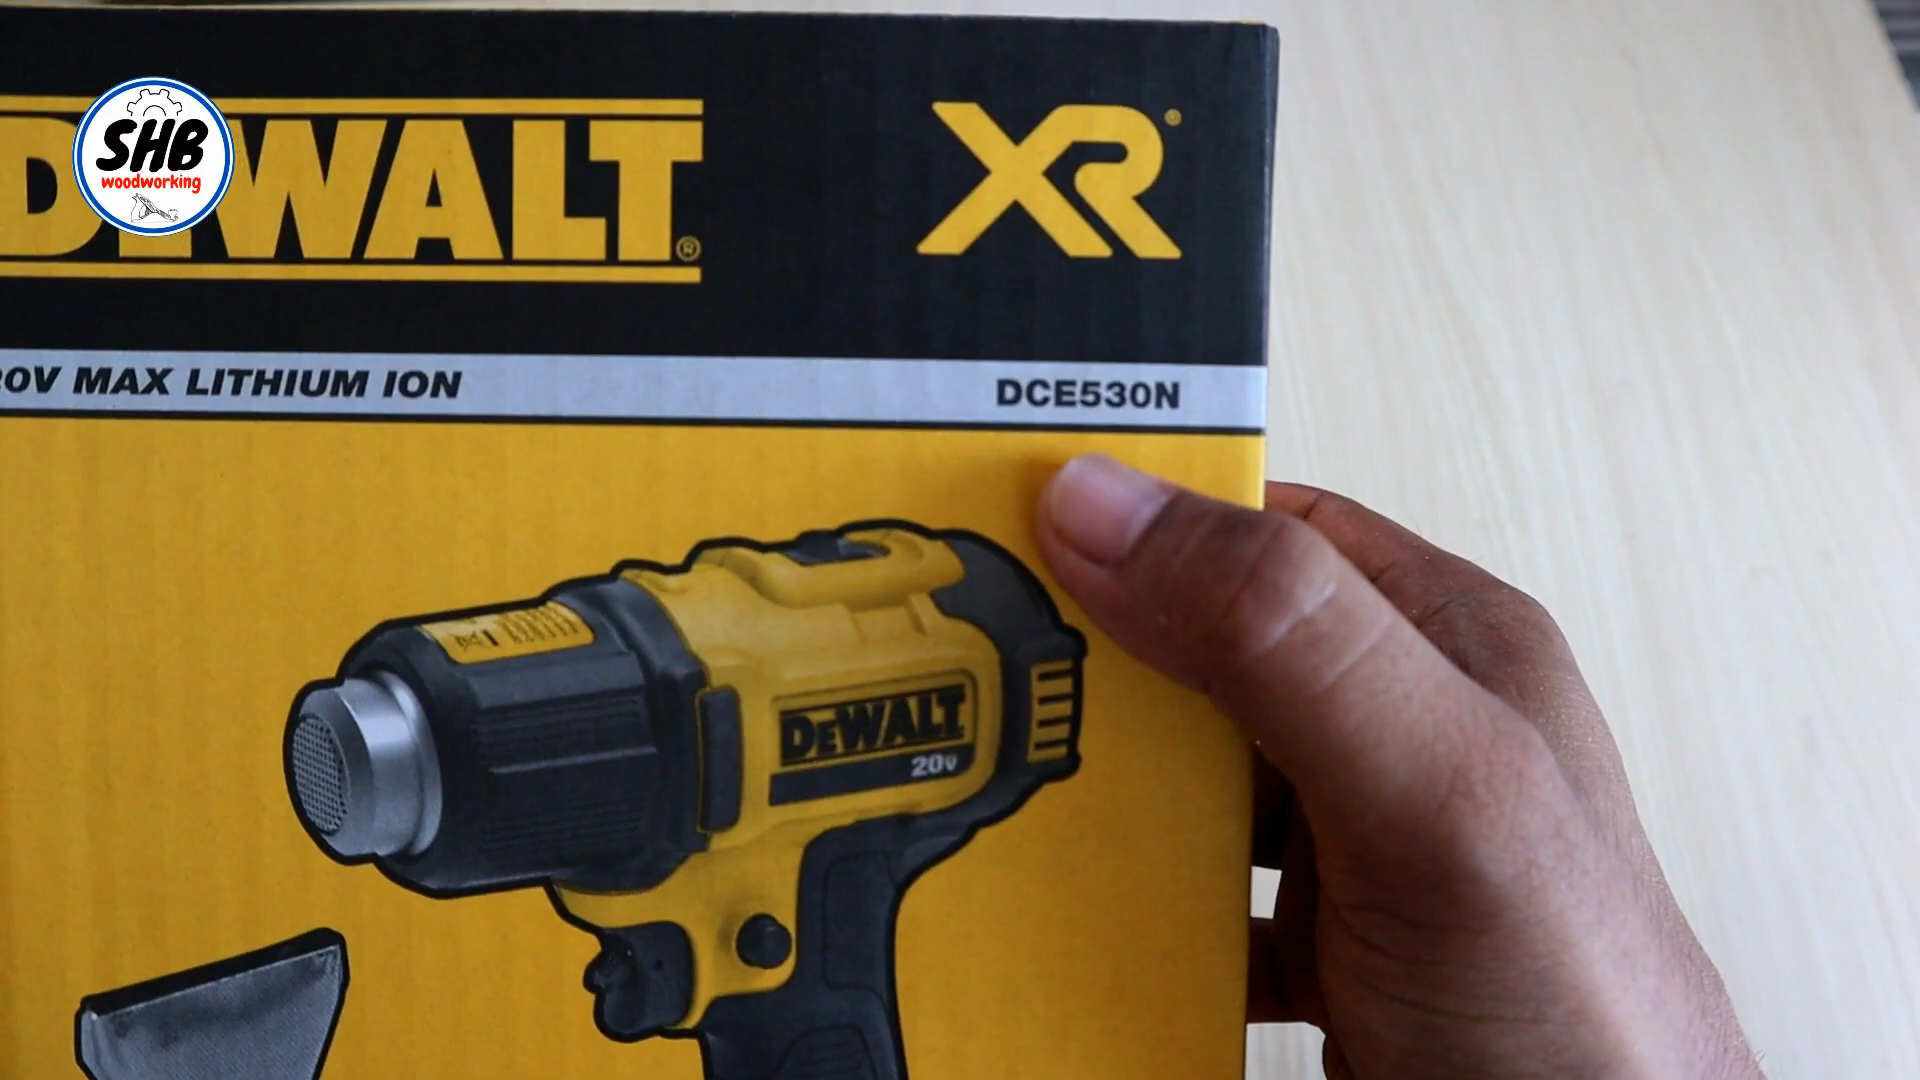 DEWALT®
XR®
SHB
woodworking
20V MAX LITHIUM ION
DCE530N
DEWALT
20V